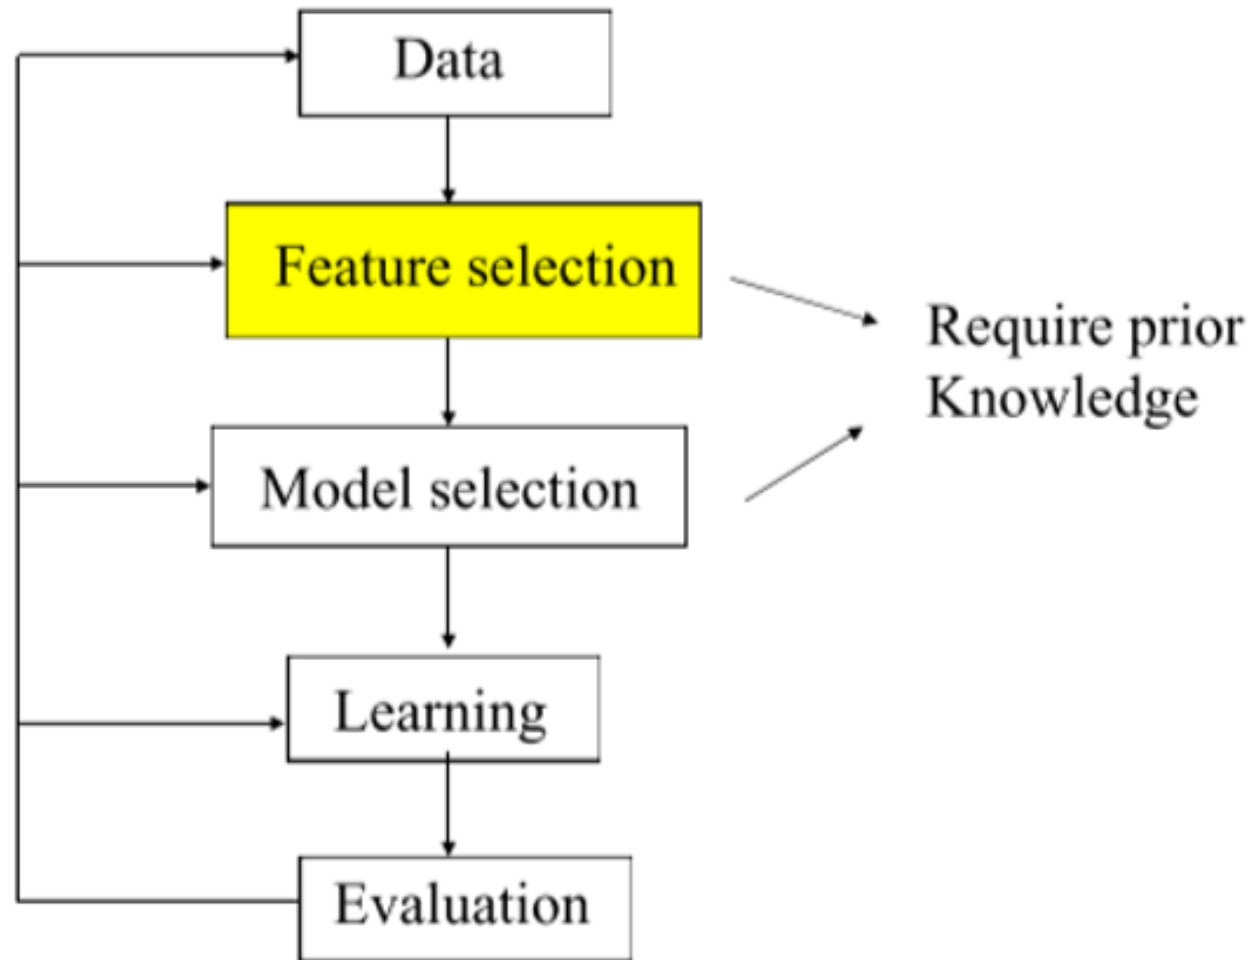 Data
Feature selection
Require prior
Knowledge
Model selection
Learning
Evaluation